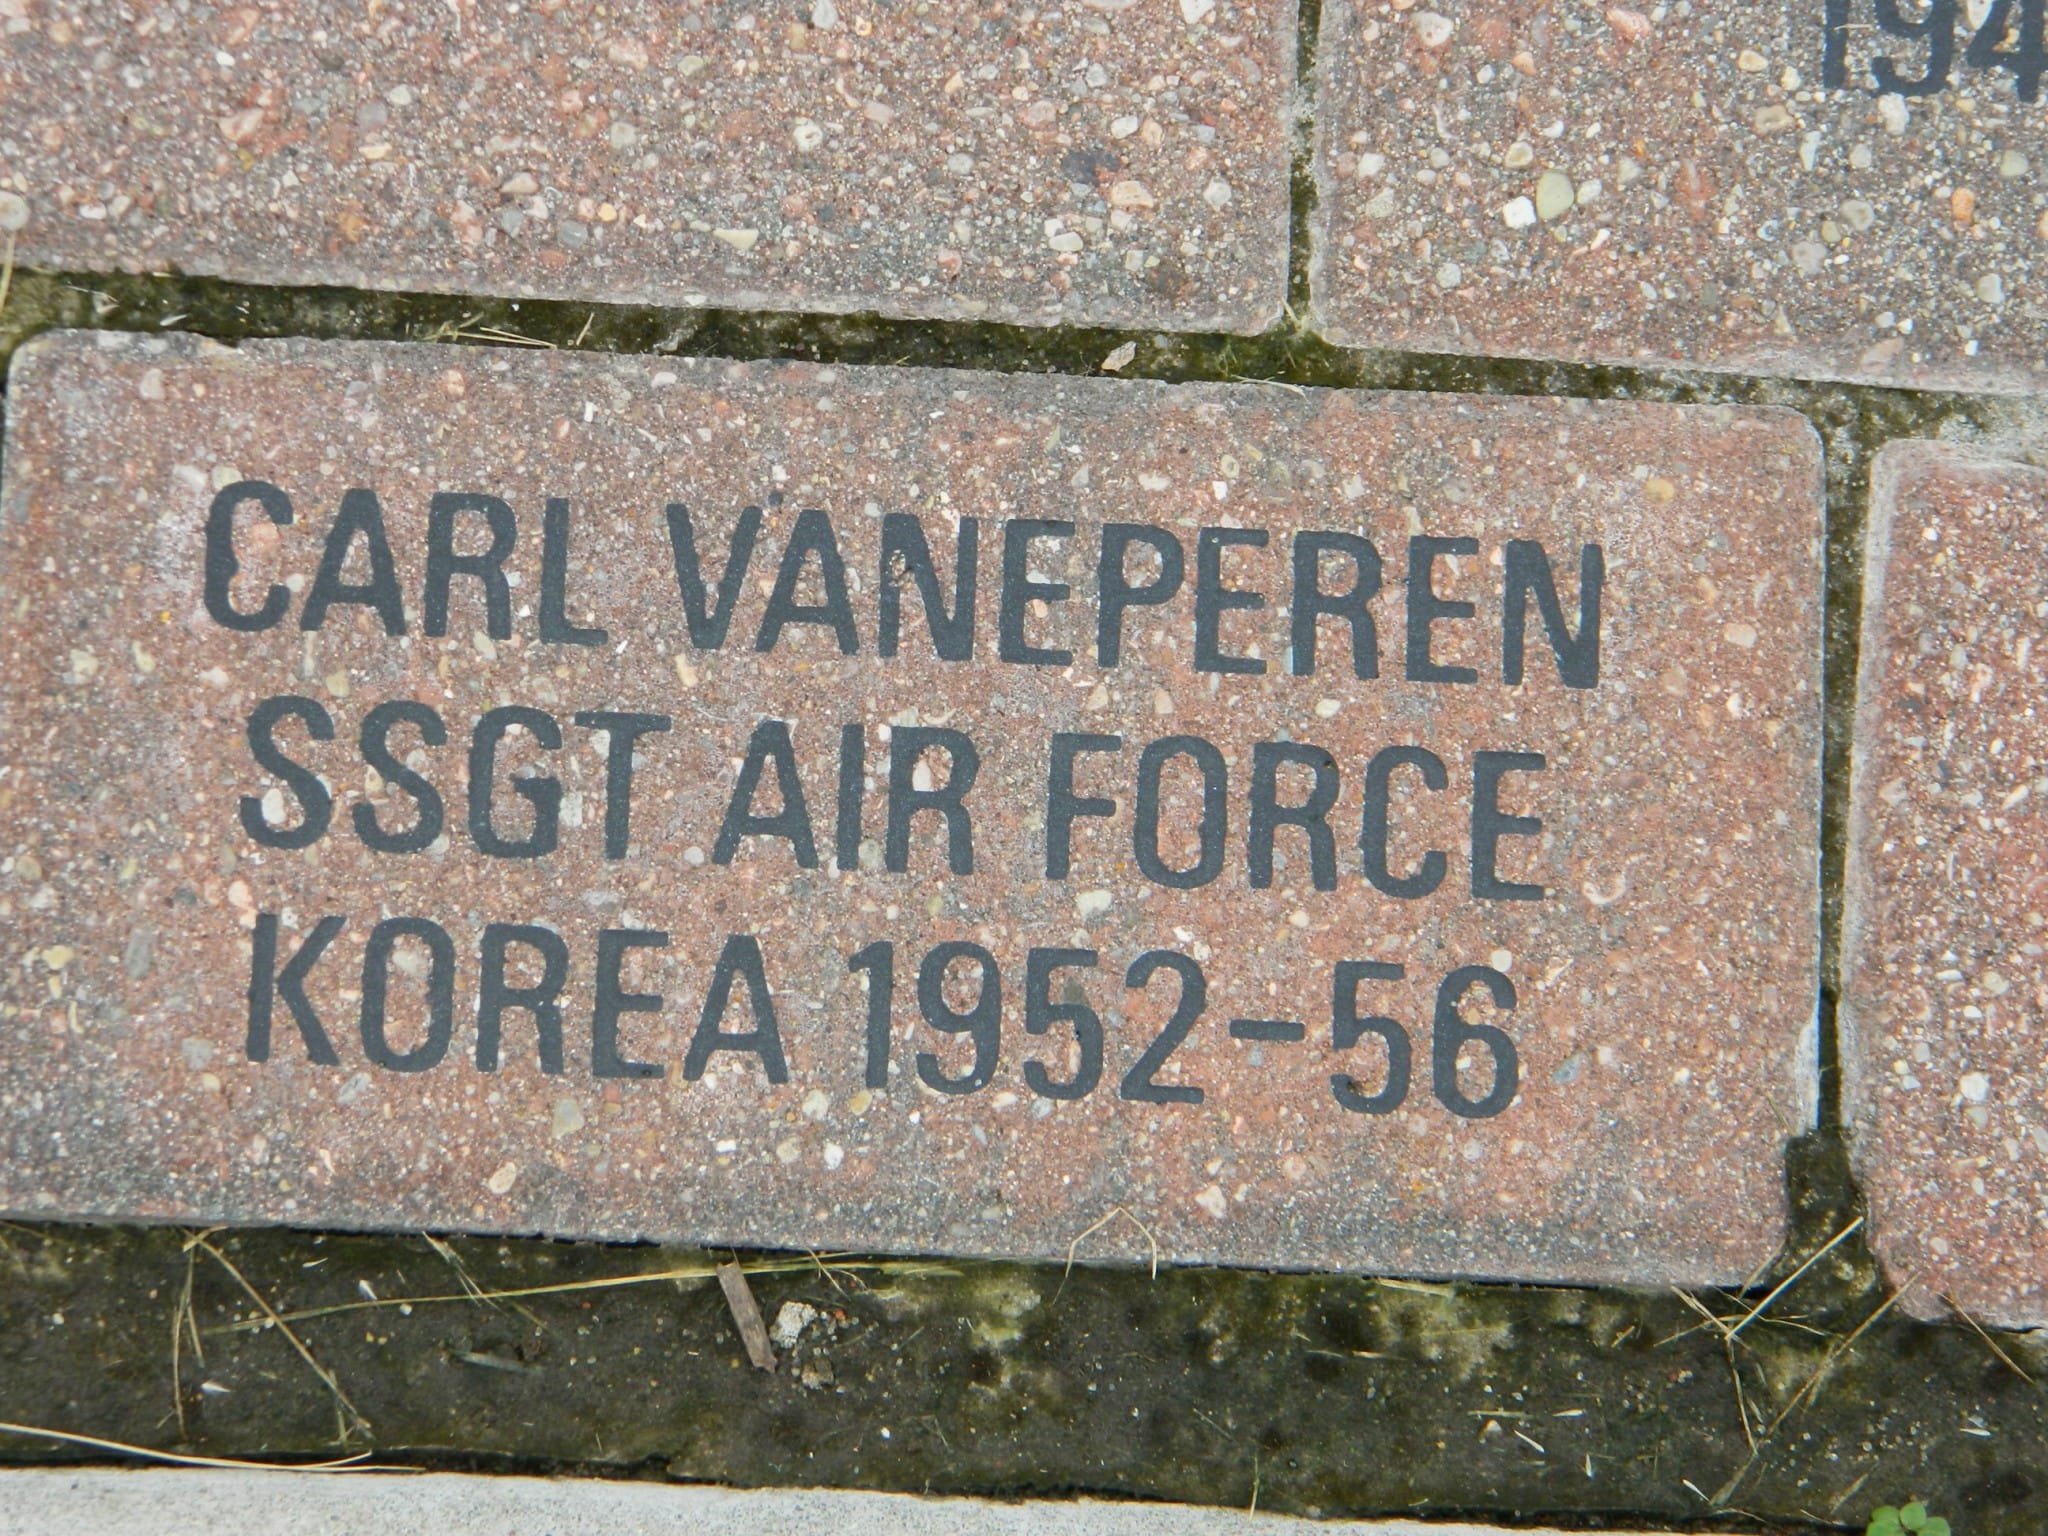 CARL VANEPEREN
SSGT AIR FORCE
KOREA 1952-56